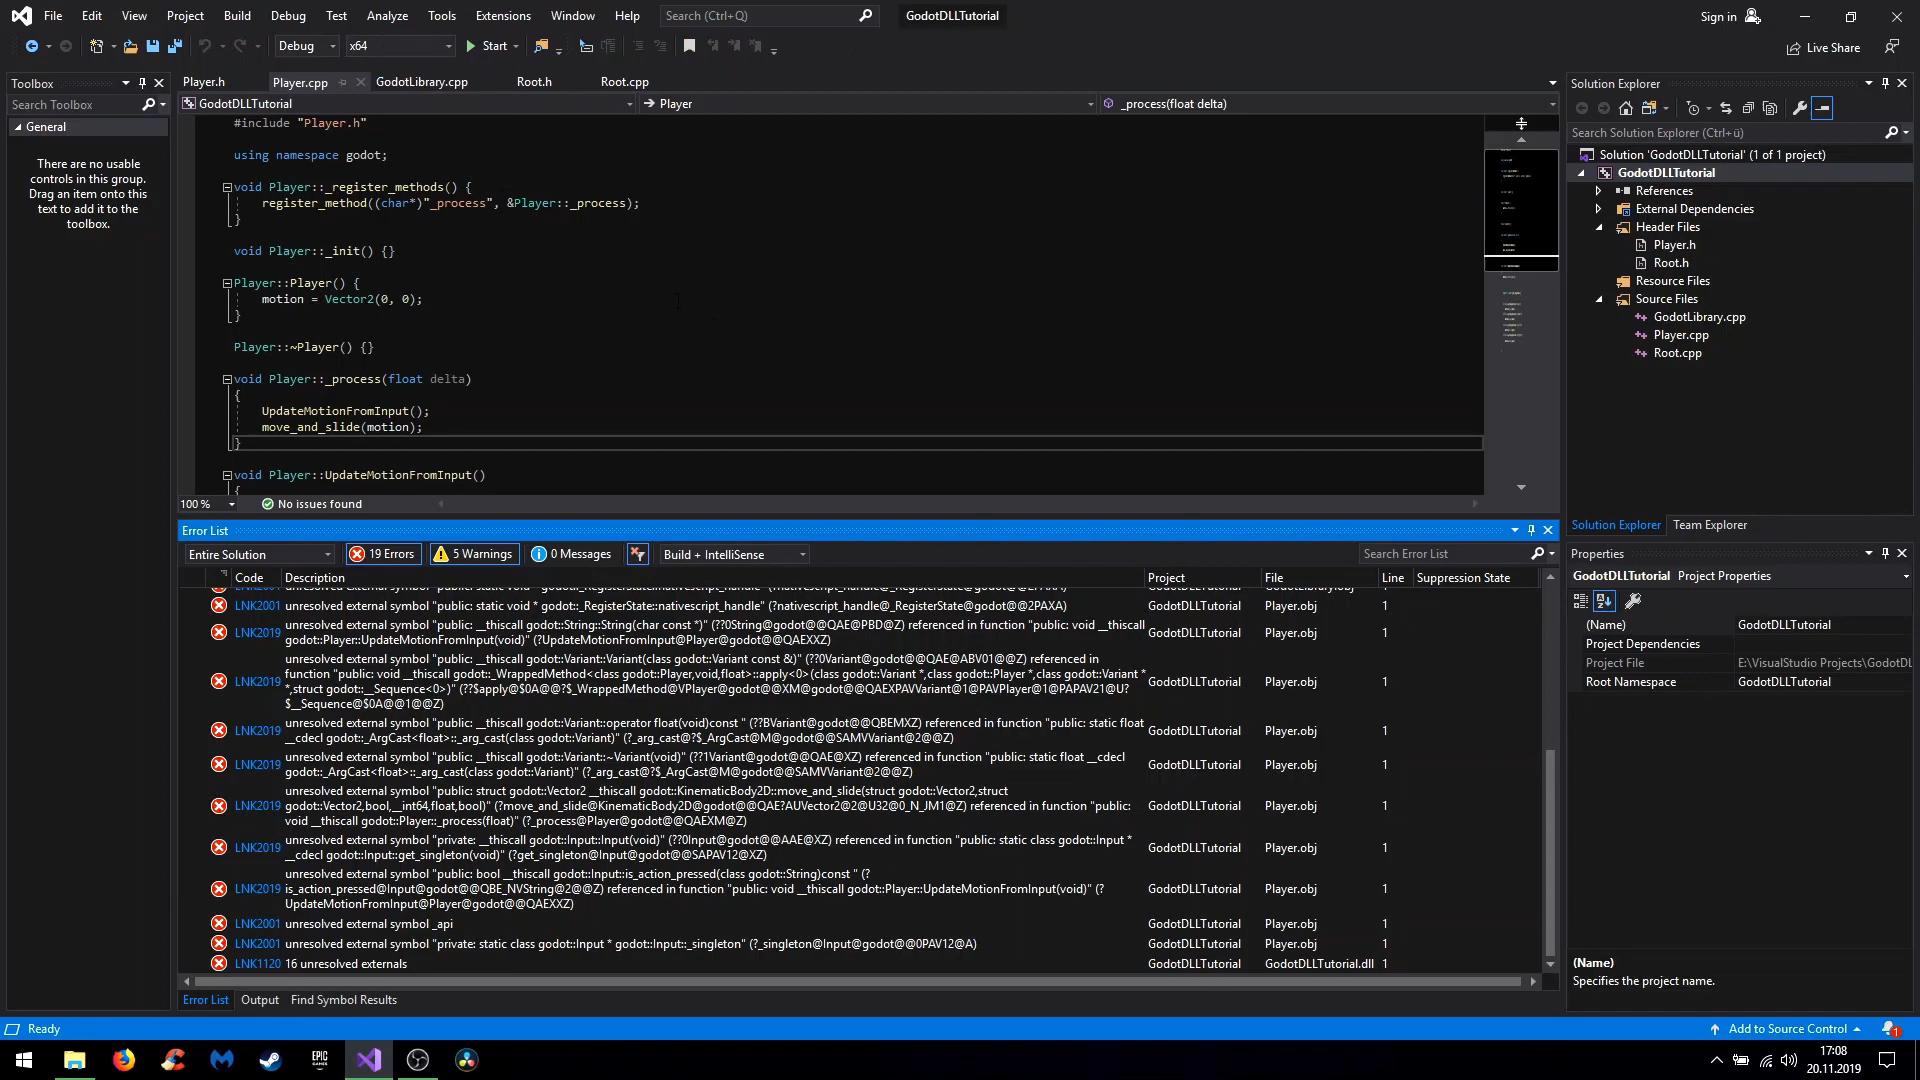 File Edit View Project Build Debug Test Analyze Tools Extensions Window Help Search (Ctrl+Q) GodotDLLTutorial Sign in
Debug x64 Start Live Share
Toolbox
Search Toolbox
General
There are no usable
controls in this group.
Drag an item onto this
text to add it to the
toolbox.
Player.h Player.cpp GodotLibrary.cpp Root.h Root.cpp
GodotDLLTutorial Player _process(float delta)
#include "Player.h"
using namespace godot;
void Player::_register_methods() {
register_method((char*)"_process", &Player::_process);
}
void Player::_init() {}
Player::Player() {
motion = Vector2(0, 0);
}
Player::~Player() {}
void Player::_process(float delta)
{
UpdateMotionFromInput();
move_and_slide(motion);
}
void Player::UpdateMotionFromInput()
{
100 % No issues found
Error List
Entire Solution 19 Errors 5 Warnings 0 Messages Build + IntelliSense Search Error List
Code Description Project File Line Suppression State
LNK2001 unresolved external symbol "public: static void * godot::_RegisterState::nativescript_handle" (?nativescript_handle@_RegisterState@godot@@2PAXA) GodotDLLTutorial Player.obj 1
unresolved external symbol "public: __thiscall godot::String::String(char const *)" (??0String@godot@@QAE@PBD@Z) referenced in function "public: void __thiscall
LNK2019 godot::Player::UpdateMotionFromInput(void)" (?UpdateMotionFromInput@Player@godot@@QAEXXZ) GodotDLLTutorial Player.obj 1
unresolved external symbol "public: __thiscall godot::Variant::Variant(class godot::Variant const &)" (??0Variant@godot@@QAE@ABV01@@Z) referenced in
function "public: void __thiscall godot::_WrappedMethod<class godot::Player,void,float>::apply<0>(class godot::Variant *,class godot::Player *,class godot::Variant *
LNK2019 *,struct godot::__Sequence<0>)" (??$apply@$0A@@?$_WrappedMethod@VPlayer@godot@@XM@godot@@QAEXPAVVariant@1@PAVPlayer@1@PAPAV21@U? GodotDLLTutorial Player.obj 1
$__Sequence@$0A@@1@@Z)
unresolved external symbol "public: __thiscall godot::Variant::operator float(void)const " (??BVariant@godot@@QBEMXZ) referenced in function "public: static float
LNK2019 __cdecl godot::_ArgCast<float>::_arg_cast(class godot::Variant)" (?_arg_cast@?$_ArgCast@M@godot@@SAMVVariant@2@@Z) GodotDLLTutorial Player.obj 1
unresolved external symbol "public: __thiscall godot::Variant::~Variant(void)" (??1Variant@godot@@QAE@XZ) referenced in function "public: static float __cdecl
LNK2019 godot::_ArgCast<float>::_arg_cast(class godot::Variant)" (?_arg_cast@?$_ArgCast@M@godot@@SAMVVariant@2@@Z) GodotDLLTutorial Player.obj 1
unresolved external symbol "public: struct godot::Vector2 __thiscall godot::KinematicBody2D::move_and_slide(struct godot::Vector2,struct
LNK2019 godot::Vector2,bool,__int64,float,bool)" (?move_and_slide@KinematicBody2D@godot@@QAE?AUVector2@2@U32@0_N_JM1@Z) referenced in function "public: GodotDLLTutorial Player.obj 1
void __thiscall godot::Player::_process(float)" (?_process@Player@godot@@QAEXM@Z)
unresolved external symbol "private: __thiscall godot::Input::Input(void)" (??0Input@godot@@AAE@XZ) referenced in function "public: static class godot::Input *
LNK2019 __cdecl godot::Input::get_singleton(void)" (?get_singleton@Input@godot@@SAPAV12@XZ) GodotDLLTutorial Player.obj 1
unresolved external symbol "public: bool __thiscall godot::Input::is_action_pressed(class godot::String)const " (?
LNK2019 is_action_pressed@Input@godot@@QBE_NVString@2@@Z) referenced in function "public: void __thiscall godot::Player::UpdateMotionFromInput(void)" (? GodotDLLTutorial Player.obj 1
UpdateMotionFromInput@Player@godot@@QAEXXZ)
LNK2001 unresolved external symbol _api GodotDLLTutorial Player.obj 1
LNK2001 unresolved external symbol "private: static class godot::Input * godot::Input::_singleton" (?_singleton@Input@godot@@0PAV12@A) GodotDLLTutorial Player.obj 1
LNK1120 16 unresolved externals GodotDLLTutorial GodotDLLTutorial.dll 1
Error List Output Find Symbol Results
Solution Explorer
Search Solution Explorer (Ctrl+ü)
Solution 'GodotDLLTutorial' (1 of 1 project)
GodotDLLTutorial
References
External Dependencies
Header Files
Player.h
Root.h
Resource Files
Source Files
GodotLibrary.cpp
Player.cpp
Root.cpp
Solution Explorer Team Explorer
Properties
GodotDLLTutorial Project Properties
(Name) GodotDLLTutorial
Project Dependencies
Project File E:\VisualStudio Projects\GodotDL
Root Namespace GodotDLLTutorial
(Name)
Specifies the project name.
Ready Add to Source Control 1
EPIC GAMES
17:08
20.11.2019